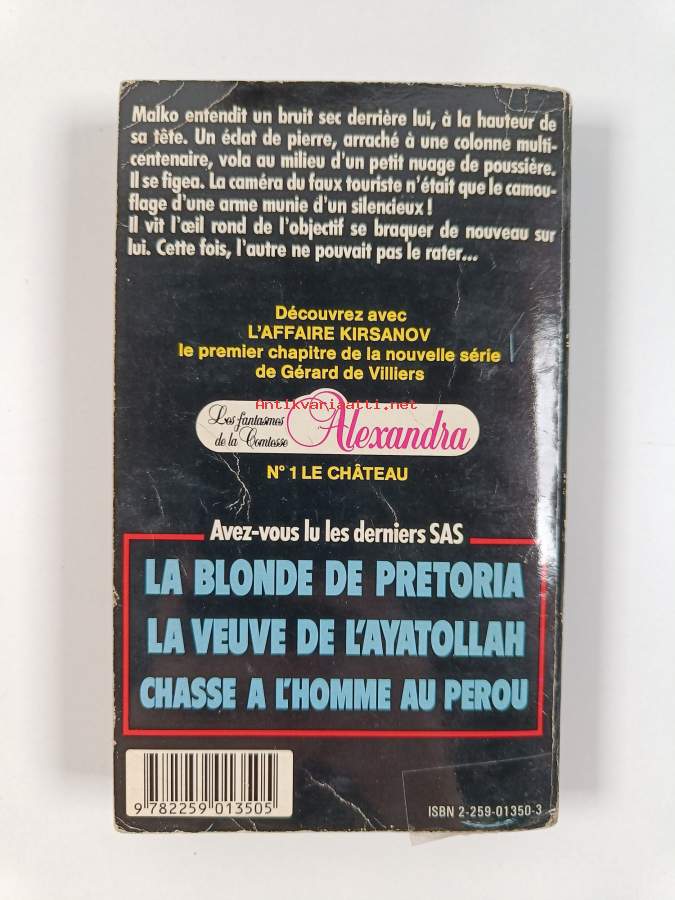 Malko entendit un bruit sec derrière lui, à la hauteur de
sa tête. Un éclat de pierre, arraché à une colonne multi-
centenaire, vola au milieu d'un petit nuage de poussière.
Il se figea. La caméra du faux touriste n'était que le camou-
flage d'une arme munie d'un silencieux !
Il vit l'œil rond de l'objectif se braquer de nouveau sur
lui. Cette fois, l'autre ne pouvait pas le rater...
Découvrez avec
L'AFFAIRE KIRSANOV
le premier chapitre de la nouvelle série
de Gérard de Villiers
Antikvariaatti.net
Les fantasmes
de la Comtesse
Alexandra
N° 1 LE CHÂTEAU
Avez-vous lu les derniers SAS
LA BLONDE DE PRETORIA
LA VEUVE DE L'AYATOLLAH
CHASSE A L'HOMME AU PEROU
9 782259 013505
ISBN 2-259-01350-3